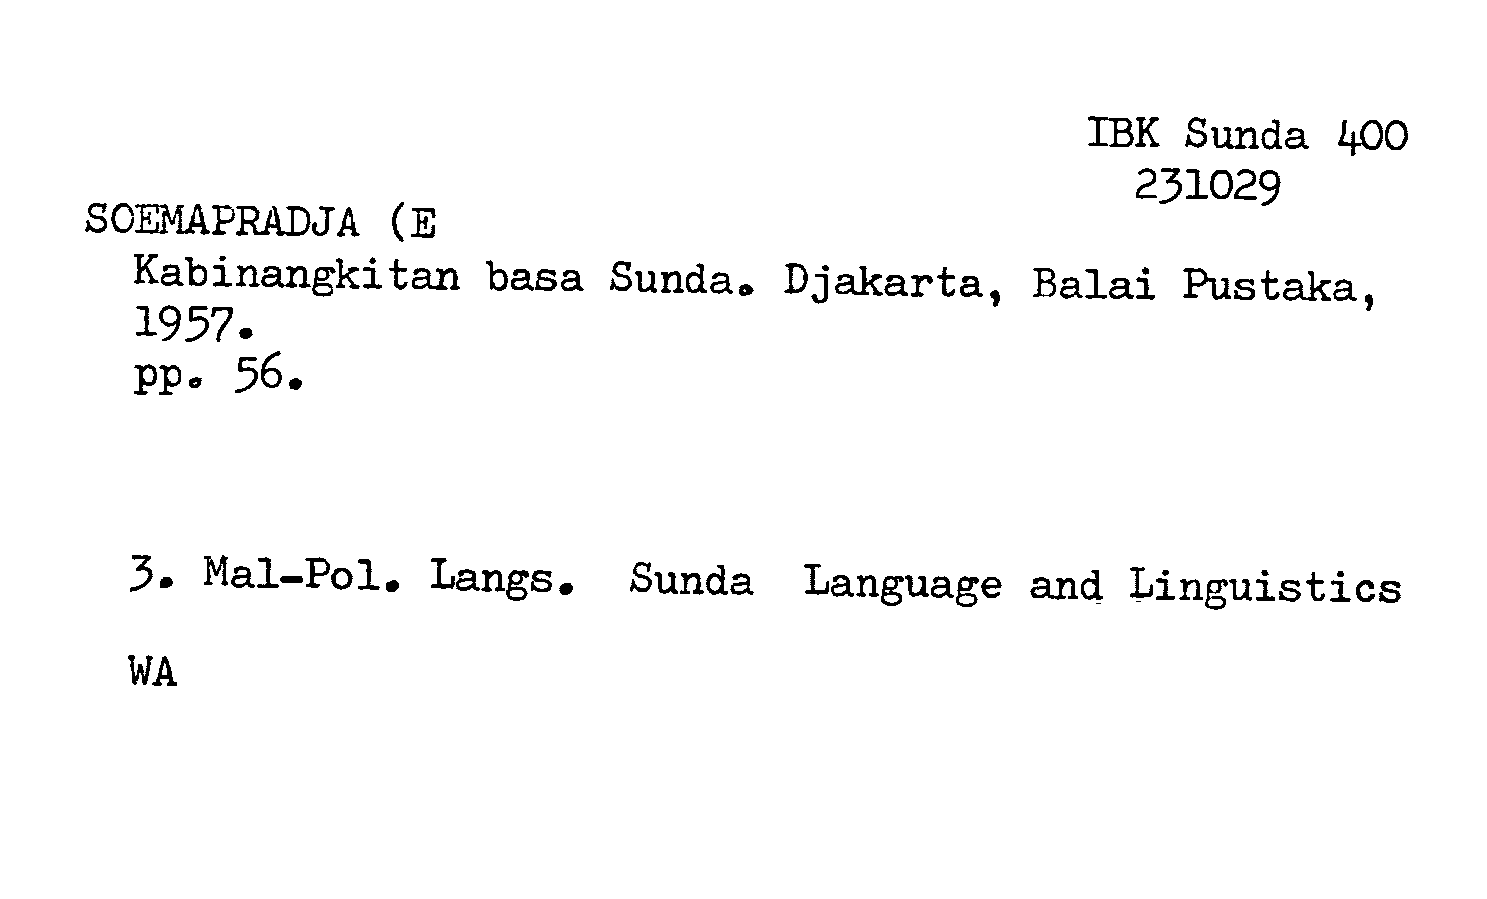 IBK Sunda 400
231029
SOEMAPRADJA (E
Kabinangkitan basa Sunda. Djakarta, Balai Pustaka,
1957.
pp. 56.
3. Mal-Pol. Langs. Sunda Language and Linguistics
WA